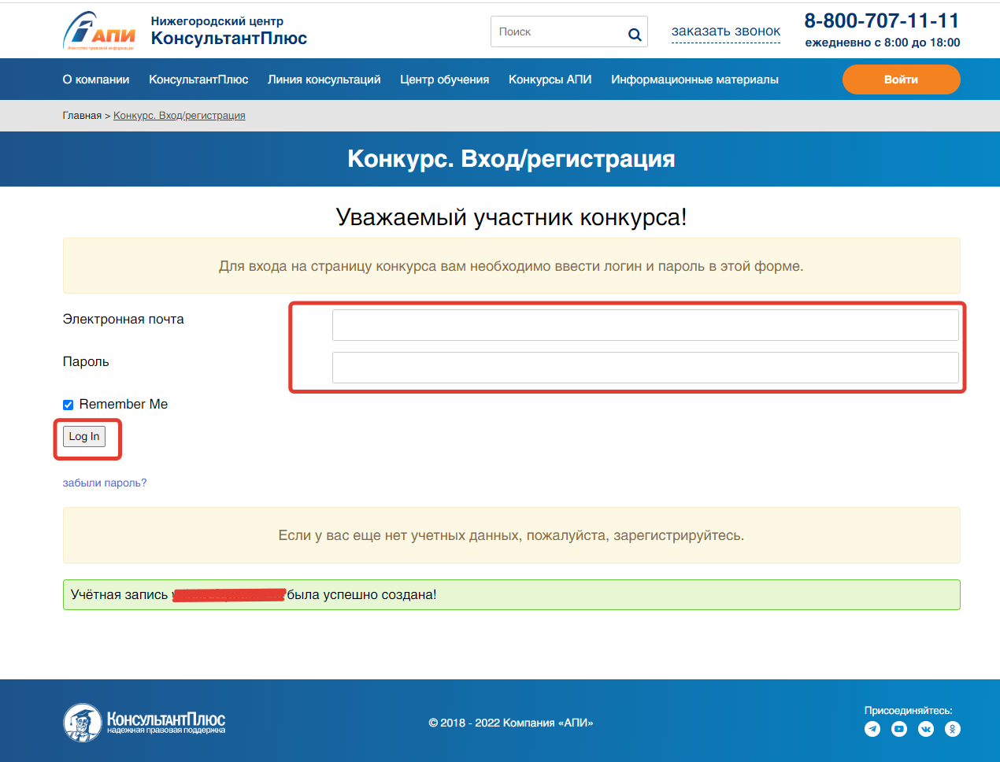 АПИ
Агентство правовой информации
Нижегородский центр
КонсультантПлюс
Поиск
заказать звонок
8-800-707-11-11
ежедневно с 8:00 до 18:00
О компании КонсультантПлюс Линия консультаций Центр обучения Конкурсы АПИ Информационные материалы Войти
Главная > Конкурс. Вход/регистрация
Конкурс. Вход/регистрация
Уважаемый участник конкурса!
Для входа на страницу конкурса вам необходимо ввести логин и пароль в этой форме.
Электронная почта
Пароль
Remember Me
Log In
забыли пароль?
Если у вас еще нет учетных данных, пожалуйста, зарегистрируйтесь.
Учётная запись была успешно создана!
КонсультантПлюс
надежная правовая поддержка
© 2018 - 2022 Компания «АПИ»
Присоединяйтесь: